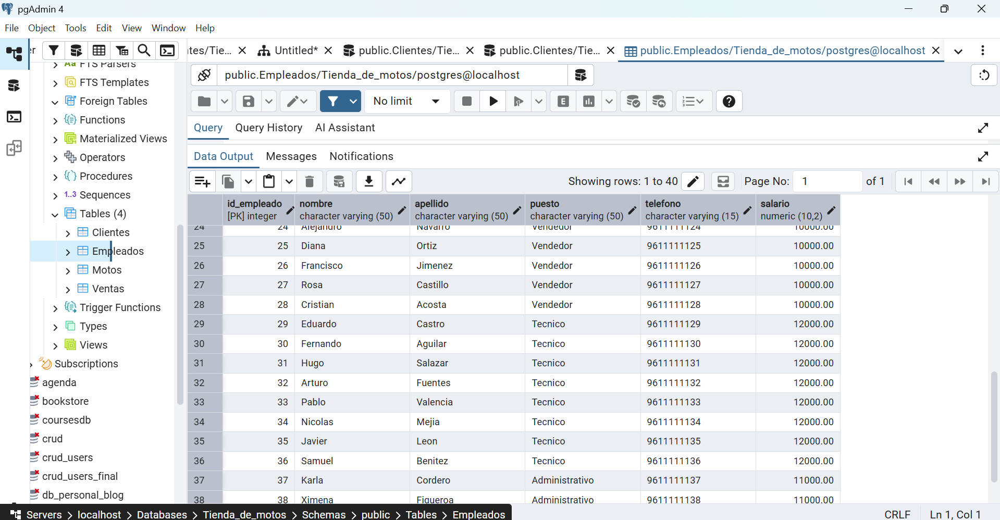 pgAdmin 4
File Object Tools Edit View Window Help
er
ntes/Tie... Untitled* public.Clientes/Tie... public.Clientes/Tie... public.Empleados/Tienda_de_motos/postgres@localhost
public.Empleados/Tienda_de_motos/postgres@localhost
No limit
E
Query Query History AI Assistant
Data Output Messages Notifications
Showing rows: 1 to 40 Page No: 1 of 1
Aa FTS Parsers
FTS Templates
Foreign Tables
Functions
Materialized Views
Operators
Procedures
1..3 Sequences
Tables (4)
Clientes
Empleados
Motos
Ventas
Trigger Functions
Types
Views
Subscriptions
agenda
bookstore
coursesdb
crud
crud_users
crud_users_final
db_personal_blog
id_empleado nombre apellido puesto telefono salario
[PK] integer character varying (50) character varying (50) character varying (50) character varying (15) numeric (10,2)
24 24 Alejandro Navarro Vendedor 9611111124 10000.00
25 25 Diana Ortiz Vendedor 9611111125 10000.00
26 26 Francisco Jimenez Vendedor 9611111126 10000.00
27 27 Rosa Castillo Vendedor 9611111127 10000.00
28 28 Cristian Acosta Vendedor 9611111128 10000.00
29 29 Eduardo Castro Tecnico 9611111129 12000.00
30 30 Fernando Aguilar Tecnico 9611111130 12000.00
31 31 Hugo Salazar Tecnico 9611111131 12000.00
32 32 Arturo Fuentes Tecnico 9611111132 12000.00
33 33 Pablo Valencia Tecnico 9611111133 12000.00
34 34 Nicolas Mejia Tecnico 9611111134 12000.00
35 35 Javier Leon Tecnico 9611111135 12000.00
36 36 Samuel Benitez Tecnico 9611111136 12000.00
37 37 Karla Cordero Administrativo 9611111137 11000.00
38 38 Ximena Figueroa Administrativo 9611111138 11000.00
Servers > localhost > Databases > Tienda_de_motos > Schemas > public > Tables > Empleados
CRLF Ln 1, Col 1